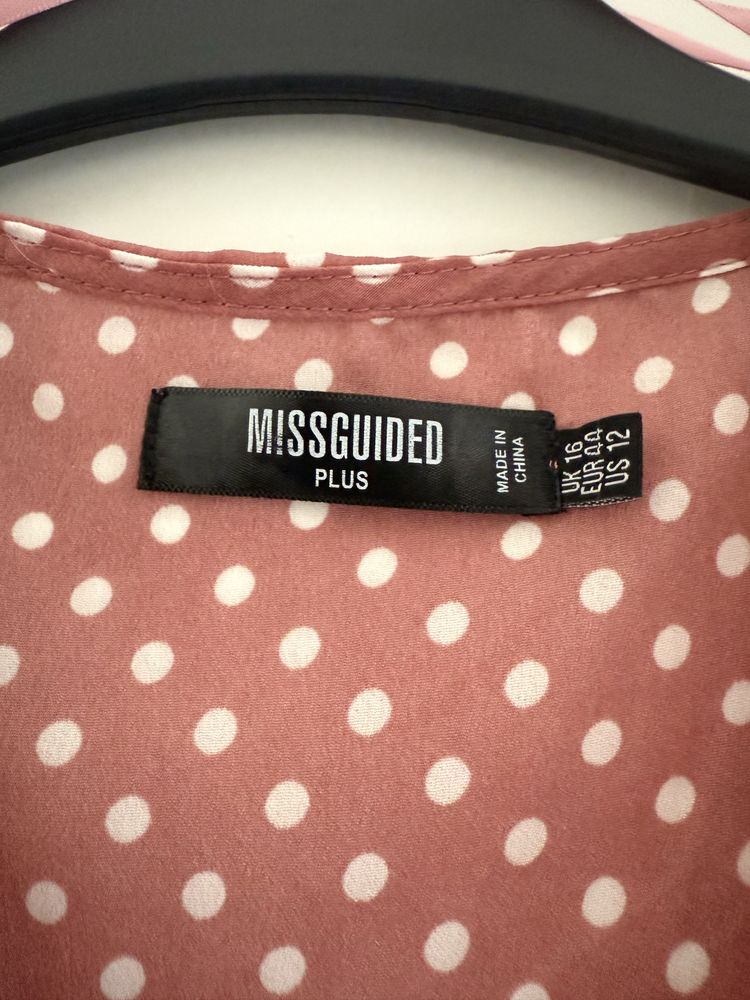 MISSGUIDED
PLUS
MADE IN
CHINA
UK 16
EUR 44
US 12